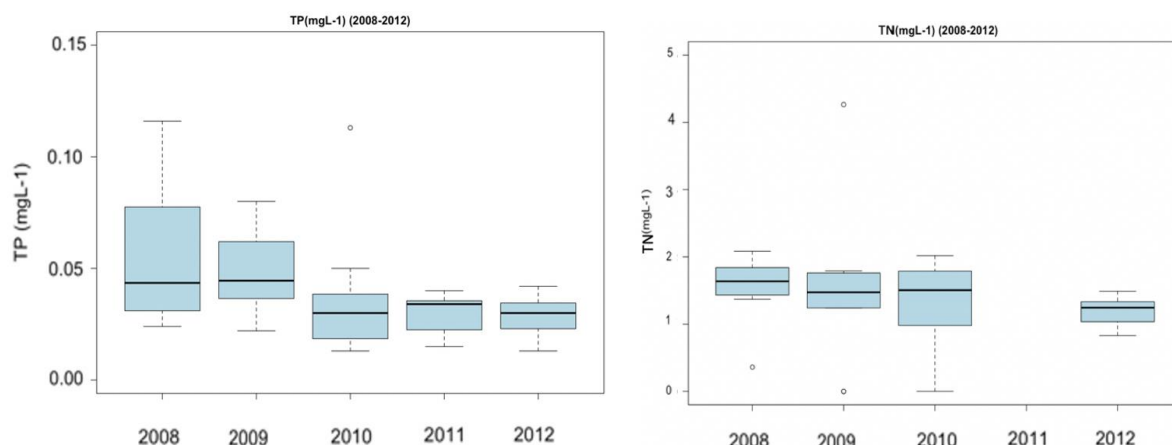 TP(mgL-1) (2008-2012)
TP (mgL-1)
0.15
0.10
0.05
0.00
2008 2009 2010 2011 2012
TN(mgL-1) (2008-2012)
TN(mgL-1)
5
4
3
2
1
0
2008 2009 2010 2011 2012